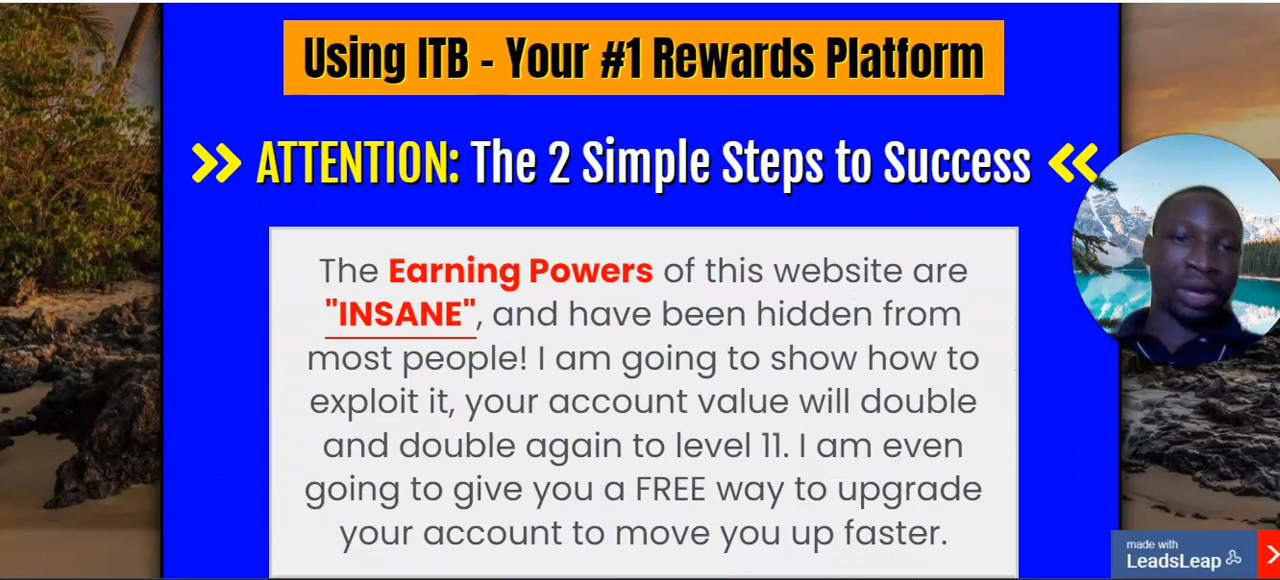 Using ITB - Your #1 Rewards Platform
ATTENTION: The 2 Simple Steps to Success
The Earning Powers of this website are
"INSANE", and have been hidden from
most people! I am going to show how to
exploit it, your account value will double
and double again to level 11. I am even
going to give you a FREE way to upgrade
your account to move you up faster.
made with
LeadsLeap